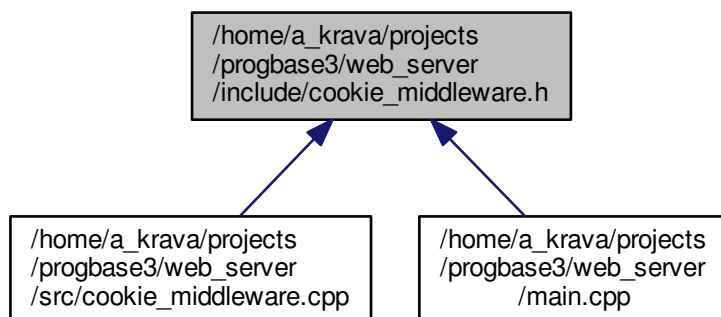 /home/a_krava/projects
/progbase3/web_server
/include/cookie_middleware.h
/home/a_krava/projects
/progbase3/web_server
/src/cookie_middleware.cpp
/home/a_krava/projects
/progbase3/web_server
/main.cpp